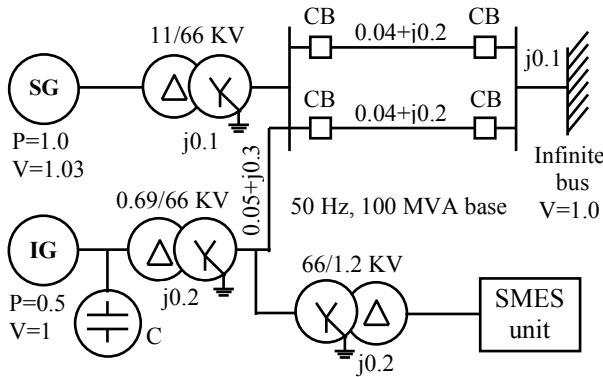 CB
0.04+j0.2
CB
11/66 KV
j0.1
SG
CB
0.04+j0.2
CB
j0.1
P=1.0
V=1.03
0.05+j0.3
Infinite
bus
V=1.0
0.69/66 KV
50 Hz, 100 MVA base
IG
66/1.2 KV
P=0.5
V=1
j0.2
C
SMES
unit
j0.2